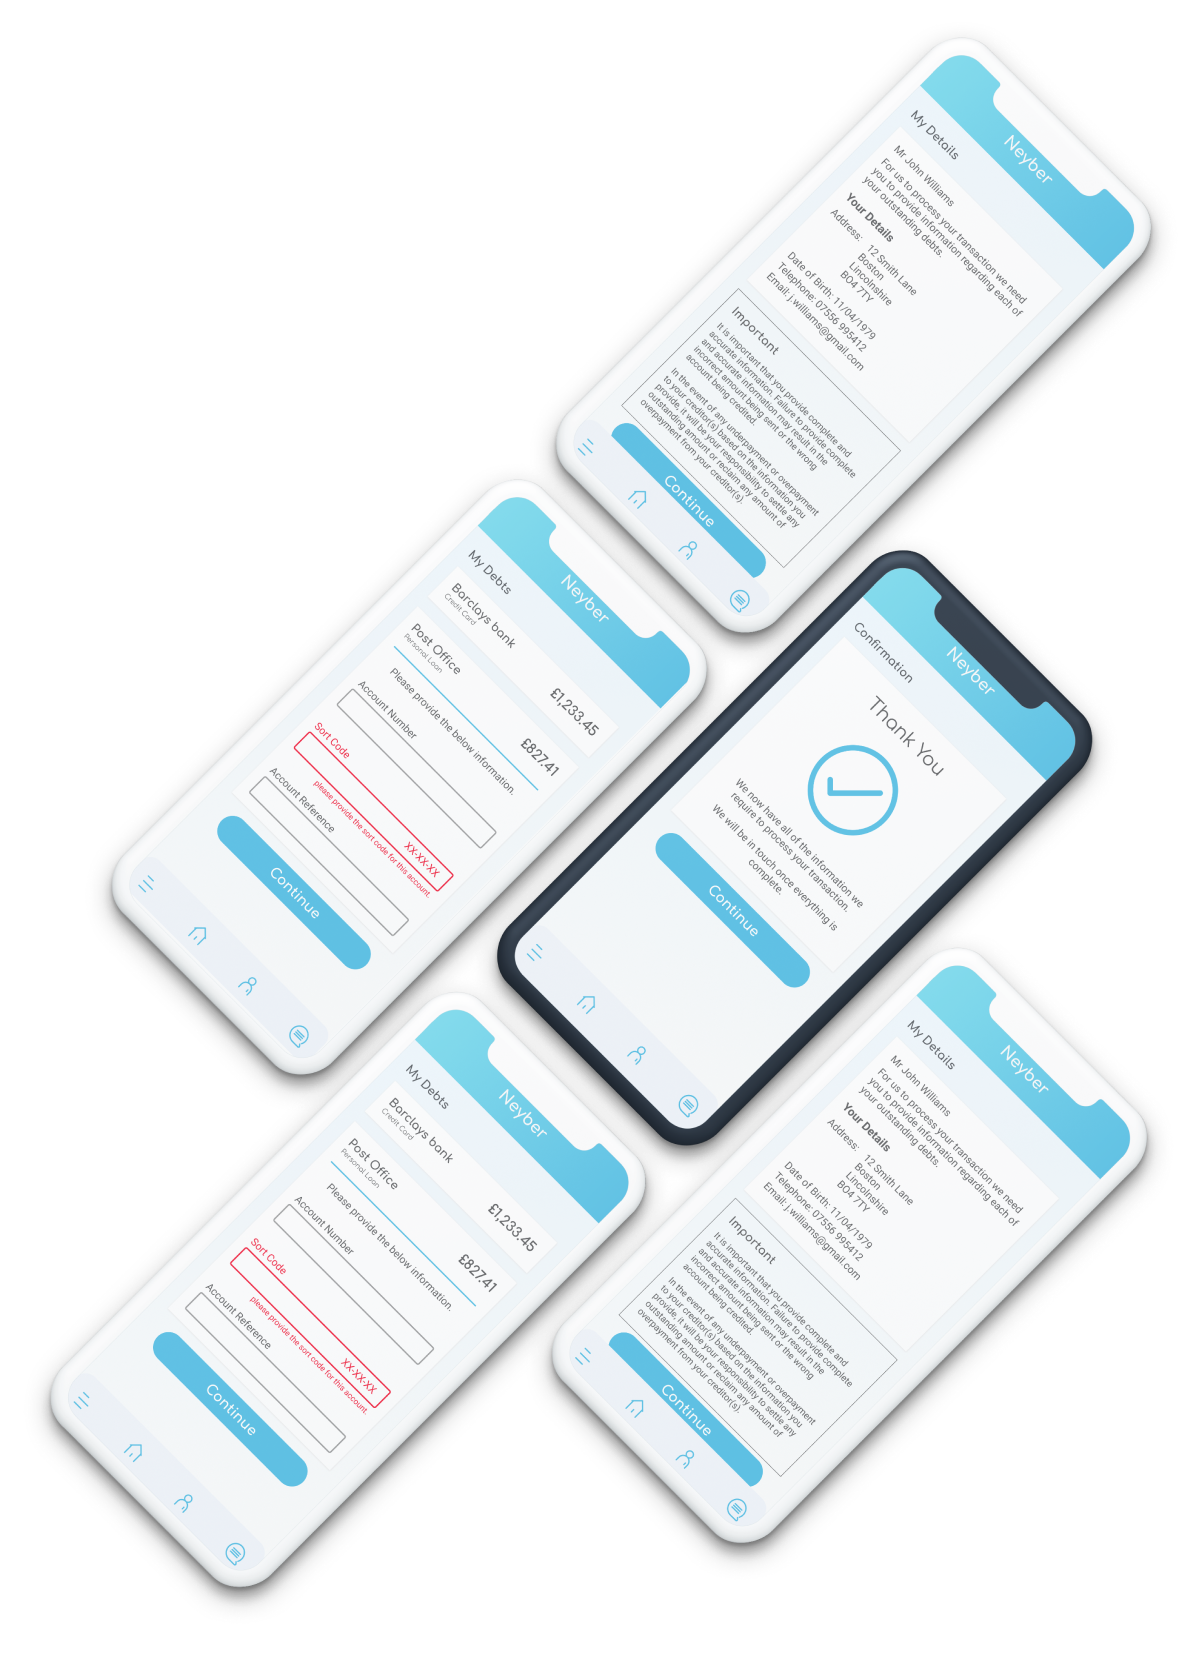 Neyber
My Details
Mr John Williams
For us to process your transaction we need
you to provide information regarding each of
your outstanding debts.
Your Details
Address: 12 Smith Lane
Boston
Lincolnshire
BO4 7TY
Date of Birth: 11/04/1979
Telephone: 07556 995412
Email: j.williams@gmail.com
Important
It is important that you provide complete and
accurate information. Failure to provide complete
and accurate information may result in the
incorrect amount being sent or the wrong
account being credited.
In the event of any underpayment or overpayment
to your creditor(s) based on the information you
provide, it will be your responsibility to settle any
outstanding amount or reclaim any amount of
overpayment from your creditor(s).
Continue
Neyber
My Debts
Barclays bank
Credit Card
£1,233.45
Post Office
Personal Loan
£827.41
Please provide the below information.
Account Number
Sort Code
XX-XX-XX
please provide the sort code for this account.
Account Reference
Continue
Neyber
Confirmation
Thank You
We now have all of the information we
require to process your transaction.
We will be in touch once everything is
complete.
Continue
Neyber
My Debts
Barclays bank
Credit Card
£1,233.45
Post Office
Personal Loan
£827.41
Please provide the below information.
Account Number
Sort Code
XX-XX-XX
please provide the sort code for this account.
Account Reference
Continue
Neyber
My Details
Mr John Williams
For us to process your transaction we need
you to provide information regarding each of
your outstanding debts.
Your Details
Address: 12 Smith Lane
Boston
Lincolnshire
BO4 7TY
Date of Birth: 11/04/1979
Telephone: 07556 995412
Email: j.williams@gmail.com
Important
It is important that you provide complete and
accurate information. Failure to provide complete
and accurate information may result in the
incorrect amount being sent or the wrong
account being credited.
In the event of any underpayment or overpayment
to your creditor(s) based on the information you
provide, it will be your responsibility to settle any
outstanding amount or reclaim any amount of
overpayment from your creditor(s).
Continue